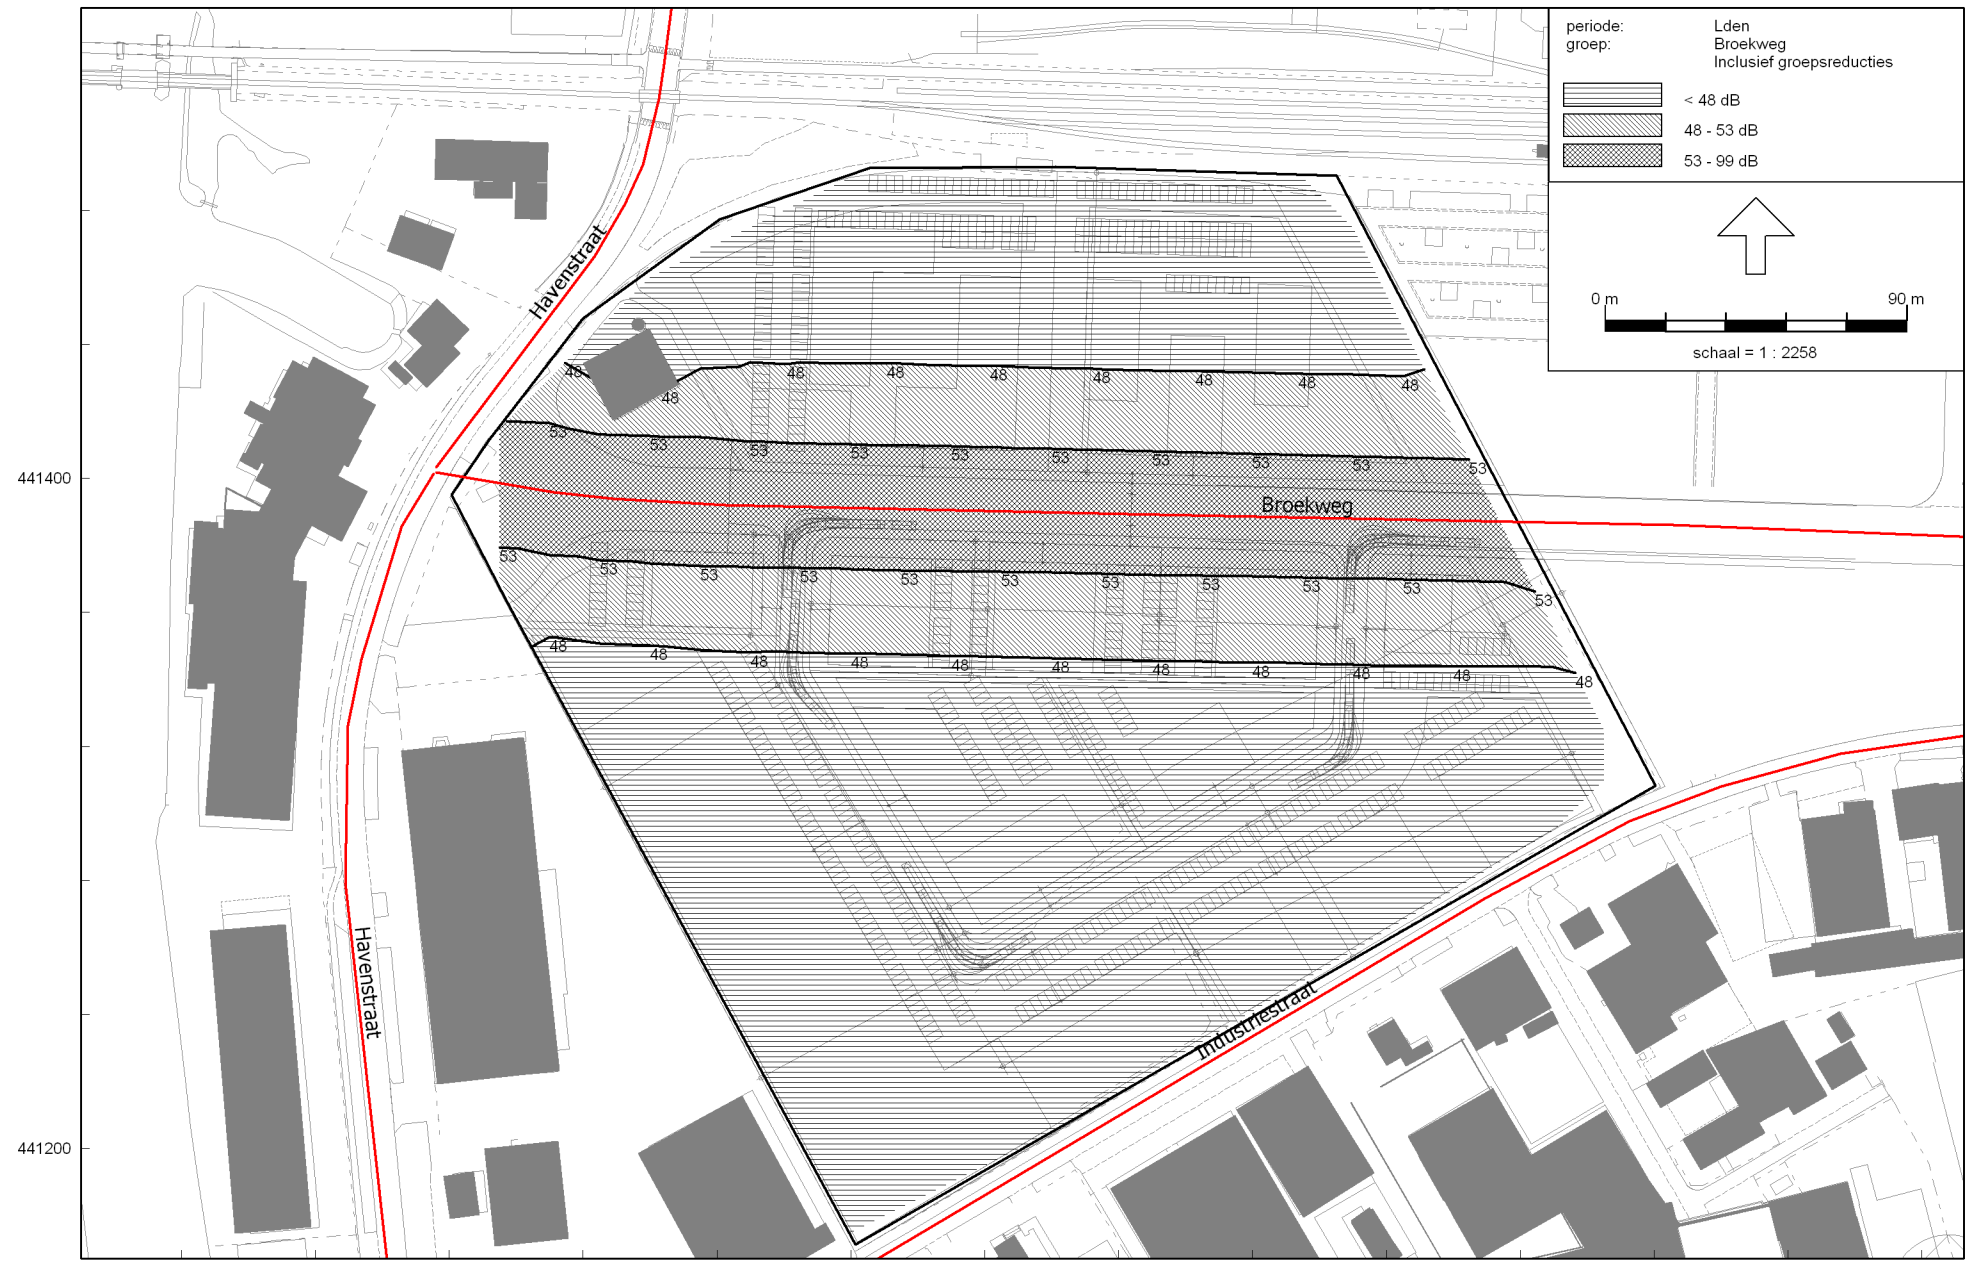 periode: Lden
groep: Broekweg
Inclusief groepsreducties
< 48 dB
48 - 53 dB
53 - 99 dB
0 m 90 m
schaal = 1 : 2258
Havenstraat
48 48 48 48 48 48 48 48 48
53 53 53 53 53 53 53 53 53 53
441400
Broekweg
53 53 53 53 53 53 53 53 53 53 53
48 48 48 48 48 48 48 48 48 48 48
Havenstraat
Industriestraat
441200